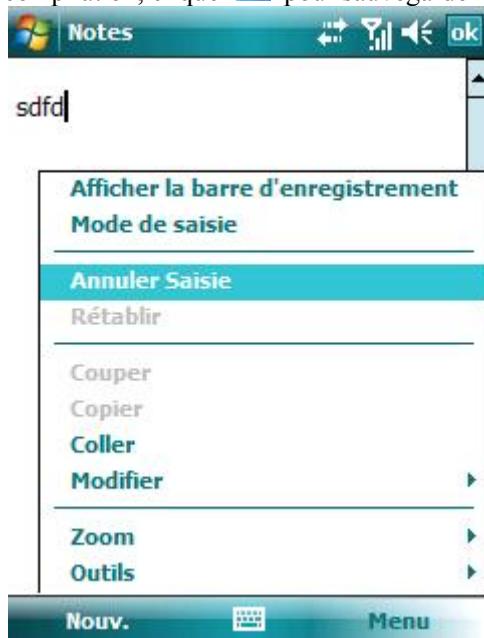 Notes ok
sdfd
Afficher la barre d'enregistrement
Mode de saisie
Annuler Saisie
Rétablir
Couper
Copier
Coller
Modifier
Zoom
Outils
Nouv. Menu